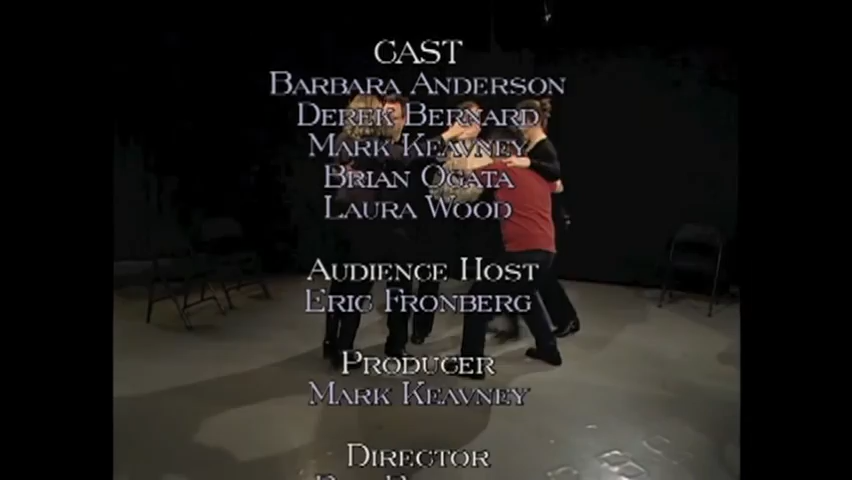 CAST
BARBARA ANDERSON
DEREK BERNARD
MARK KEAVNEY
BRIAN OGATA
LAURA WOOD
AUDIENCE HOST
ERIC FRONBERG
PRODUCER
MARK KEAVNEY
DIRECTOR